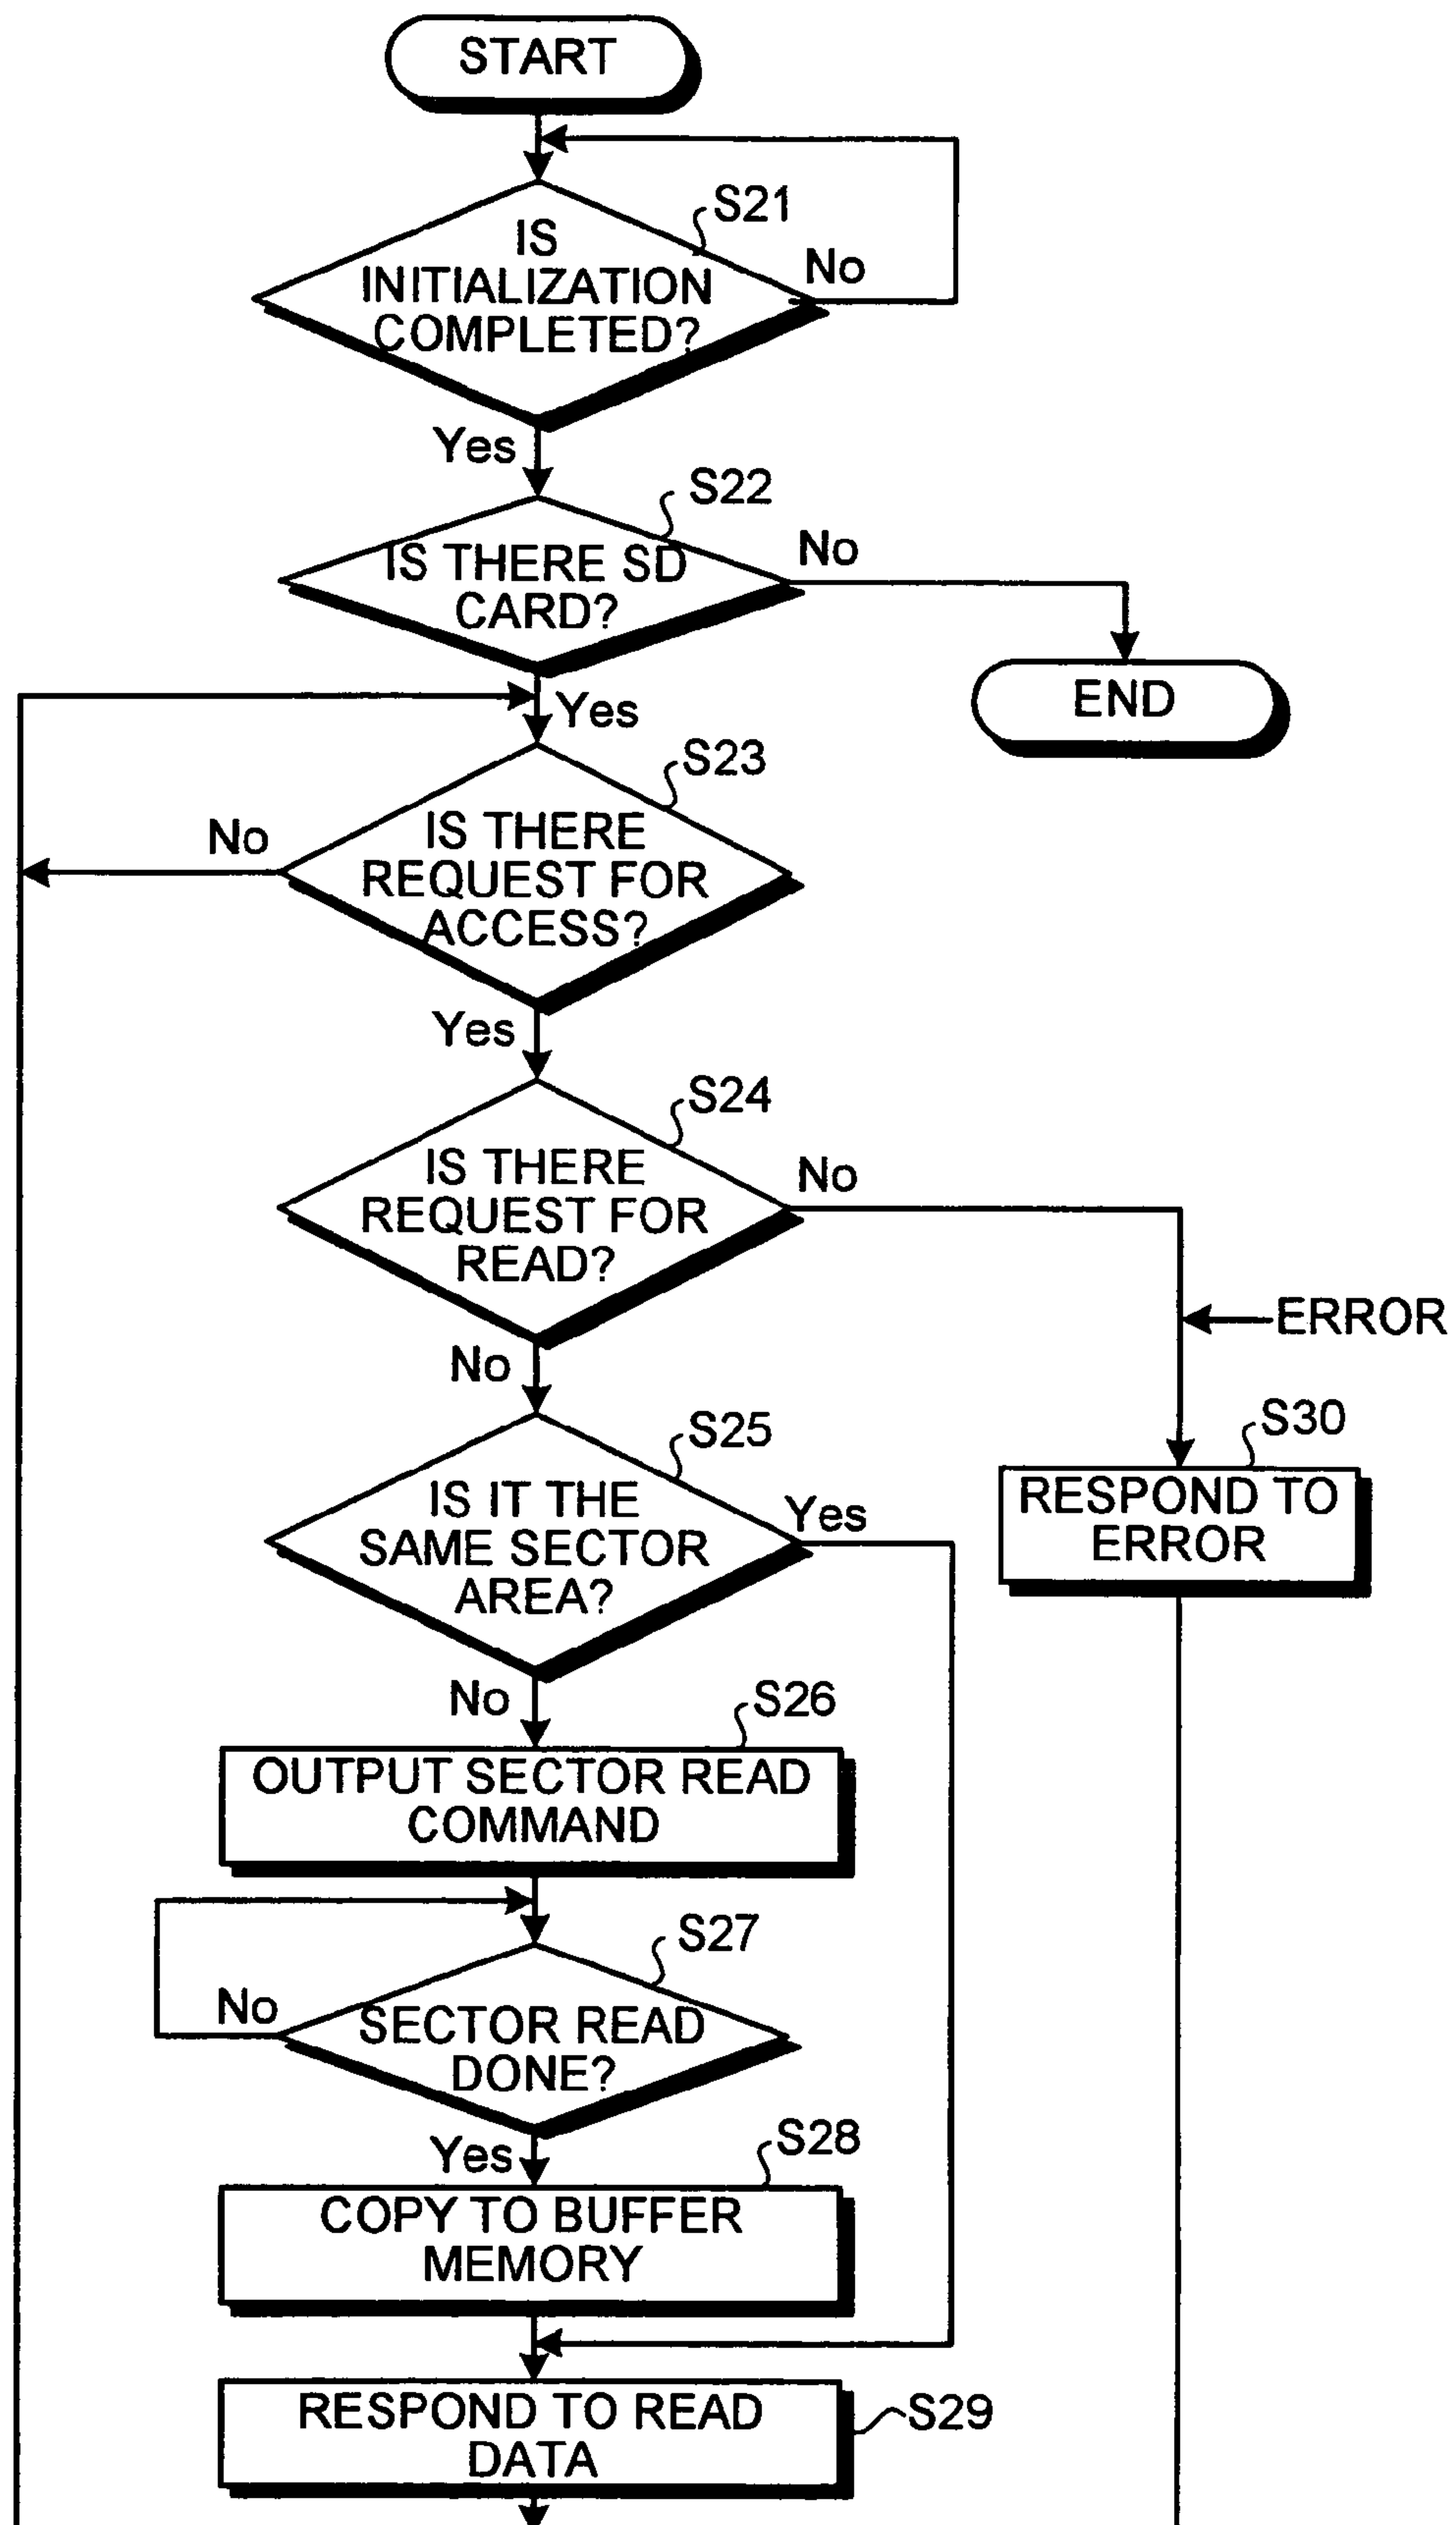 START
S21
IS
INITIALIZATION
COMPLETED?
No
Yes
S22
IS THERE SD
CARD?
No
END
Yes
S23
IS THERE
REQUEST FOR
ACCESS?
No
Yes
S24
IS THERE
REQUEST FOR
READ?
No
ERROR
No
S25
IS IT THE
SAME SECTOR
AREA?
Yes
S30
RESPOND TO
ERROR
No
S26
OUTPUT SECTOR READ
COMMAND
S27
SECTOR READ
DONE?
No
Yes
S28
COPY TO BUFFER
MEMORY
RESPOND TO READ
DATA
S29